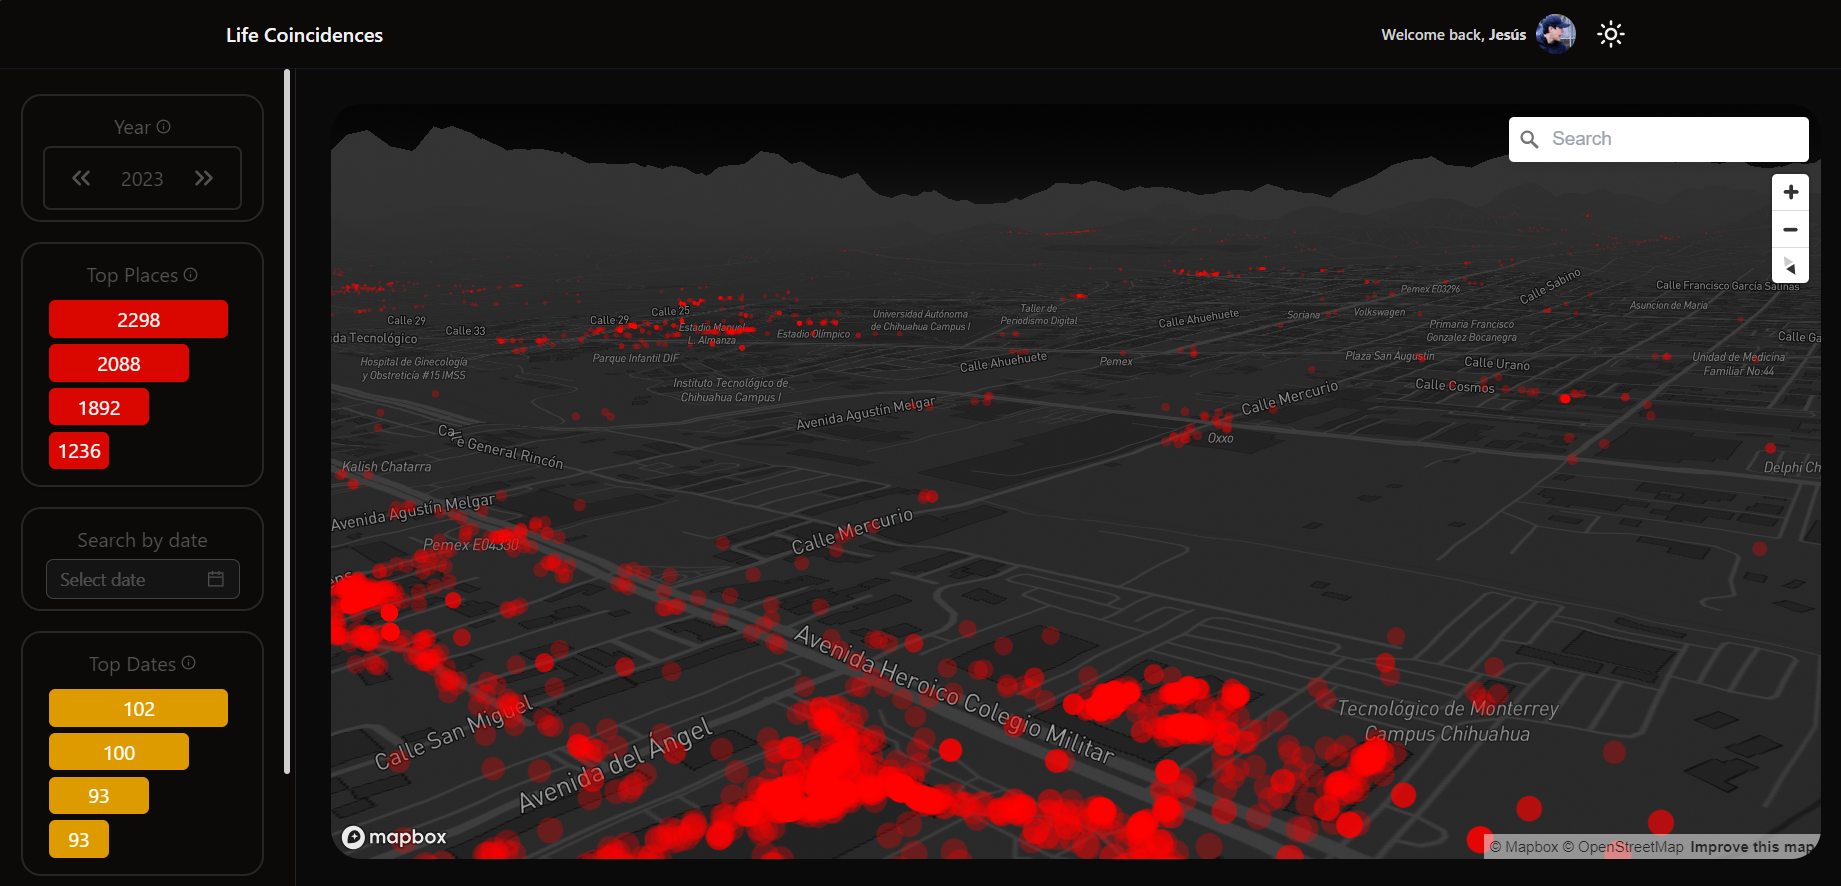 Life Coincidences
Welcome back, Jesús
Year
2023
Top Places
2298
2088
1892
1236
Search by date
Select date
Top Dates
102
100
93
93
Search
Calle Sabino
Pemex E03296
Calle Francisco García Salinas
Asuncion de Maria
Calle 25
Calle 29
Calle 29
Calle 33
da Tecnológico
Estadio Manuel
L. Almanza
Estadio Olímpico
Universidad Autónoma
de Chihuahua Campus I
Taller de
Periodismo Digital
Calle Ahuehuete
Soriana
Volkswagen
Primaria Francisco
Gonzalez Bocanegra
Calle Ga
Hospital de Ginecología
y Obstreticia #15 IMSS
Parque Infantil DIF
Calle Ahuehuete
Pemex
Plaza San Augustin
Calle Urano
Unidad de Medicina
Familiar No:44
Instituto Tecnológico de
Chihuahua Campus I
Calle Cosmos
Calle Mercurio
Avenida Agustín Melgar
Oxxo
Calle General Rincón
Kalish Chatarra
Delphi Ch
Avenida Agustín Melgar
Calle Mercurio
Pemex E04330
Avenida Heroico Colegio Militar
Tecnológico de Monterrey
Campus Chihuahua
Calle San Miguel
Avenida del Ángel
mapbox
© Mapbox © OpenStreetMap Improve this map